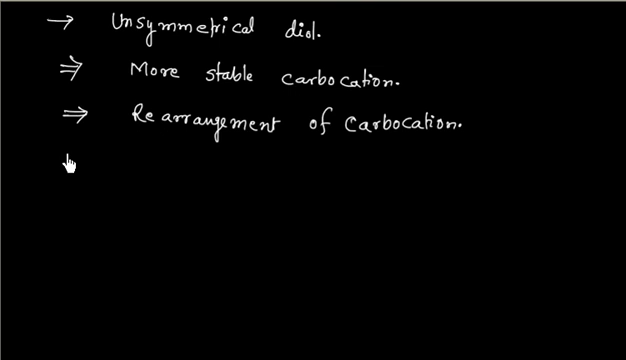 → Unsymmetrical diol.
⇒ More stable carbocation.
⇒ Rearrangement of Carbocation.